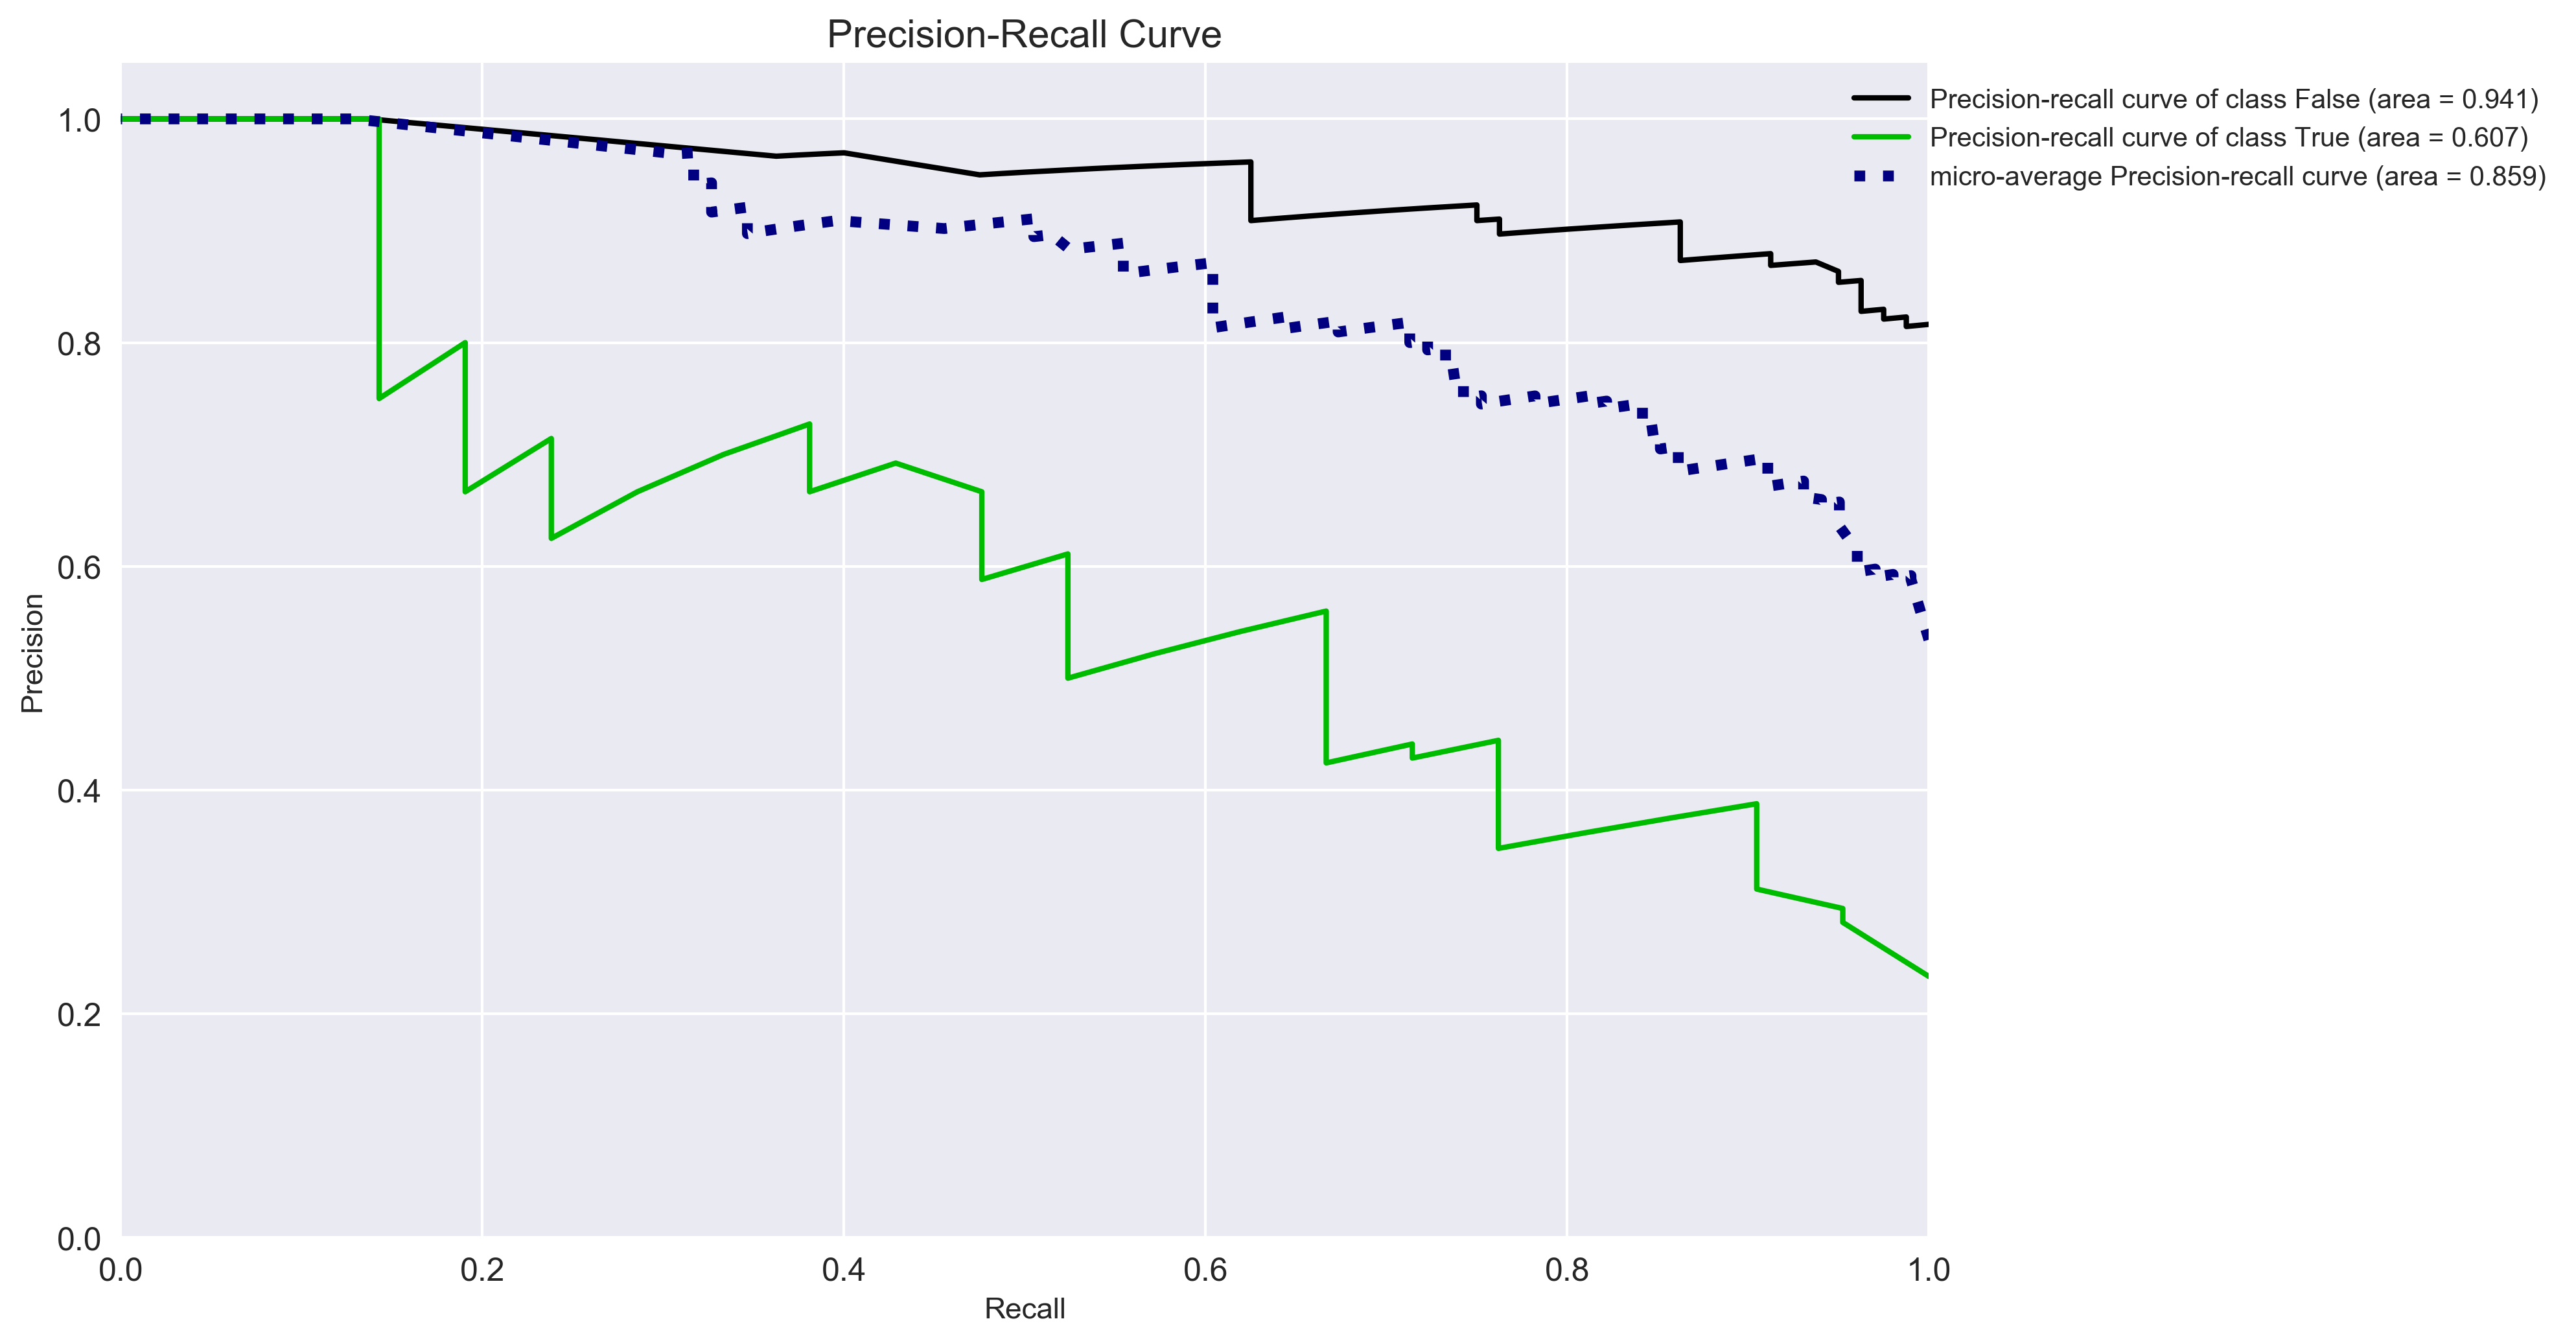 Precision-Recall Curve
Precision-recall curve of class False (area = 0.941)
Precision-recall curve of class True (area = 0.607)
micro-average Precision-recall curve (area = 0.859)
1.0
0.8
0.6
0.4
0.2
0.0
Precision
0.0 0.2 0.4 0.6 0.8 1.0
Recall